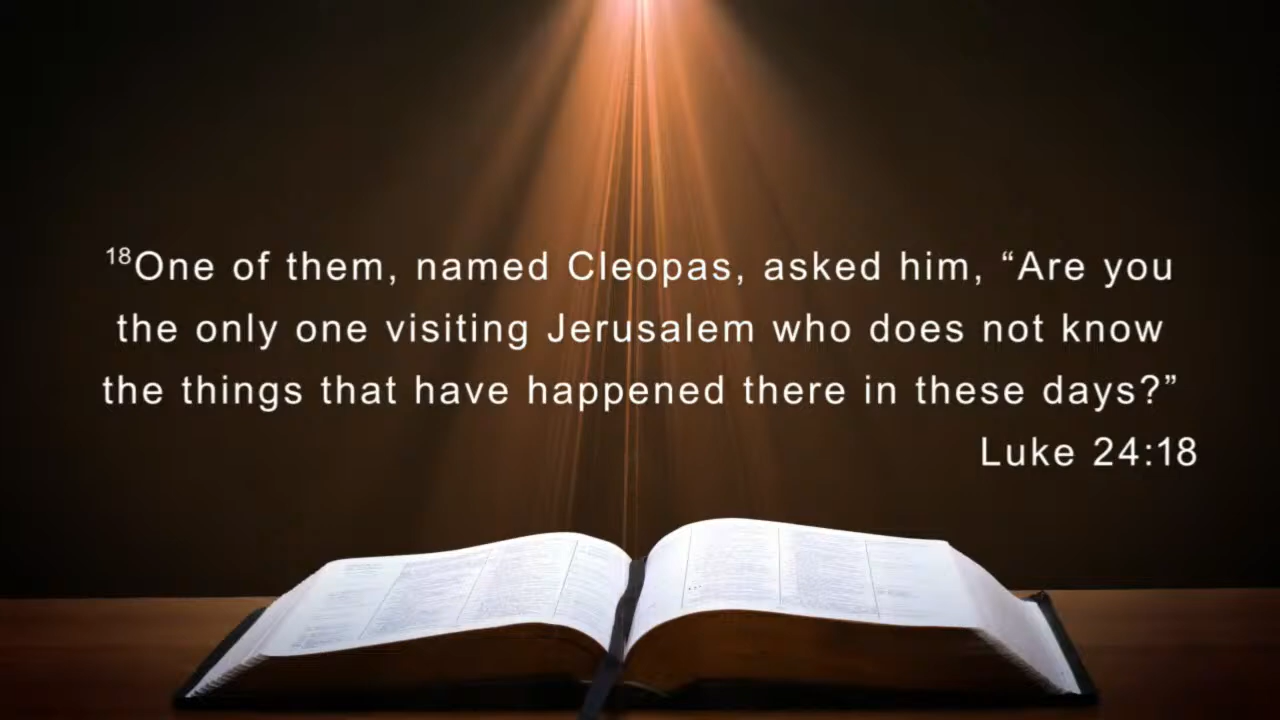 ¹⁸One of them, named Cleopas, asked him, “Are you
the only one visiting Jerusalem who does not know
the things that have happened there in these days?”
Luke 24:18